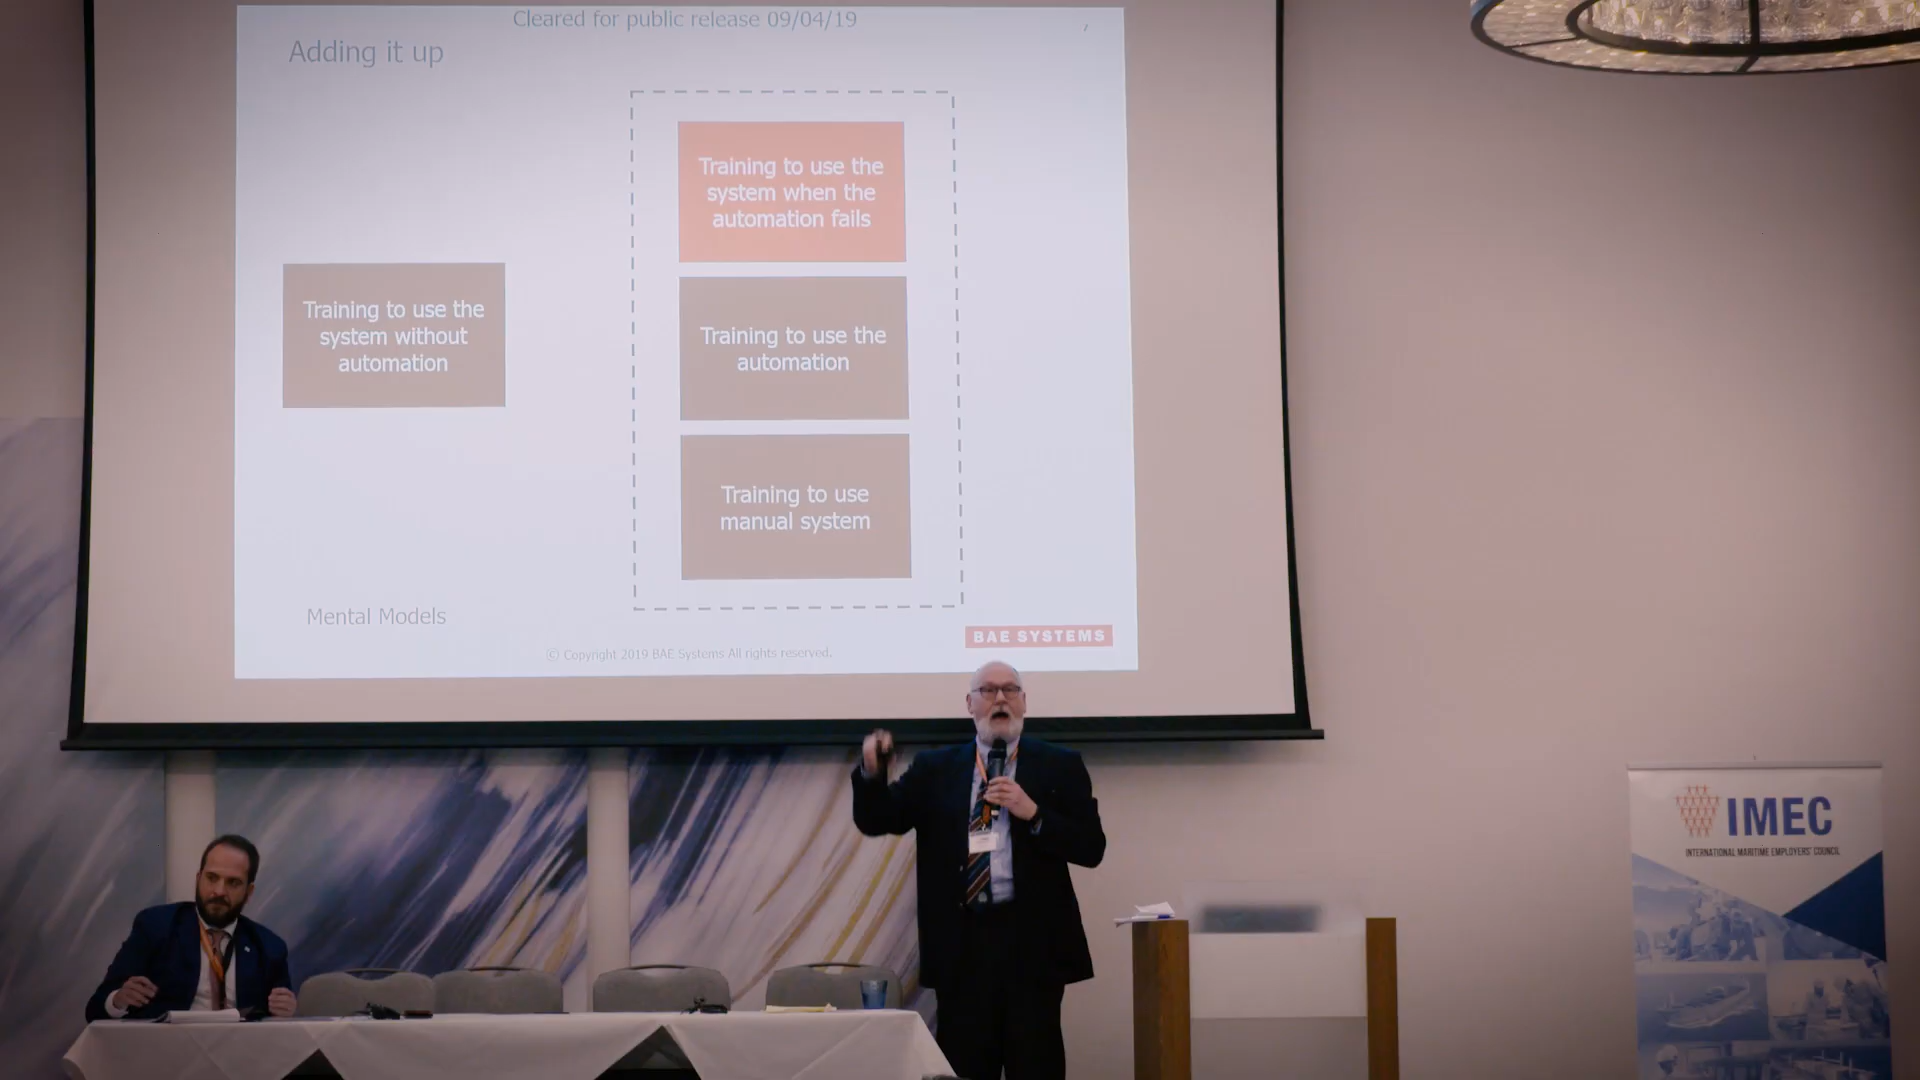 Cleared for public release 09/04/19
Adding it up
Training to use the
system when the
automation fails
Training to use the
system without
automation
Training to use the
automation
Training to use
manual system
Mental Models
BAE SYSTEMS
© Copyright 2019 BAE Systems All rights reserved.
IMEC
INTERNATIONAL MARITIME EMPLOYERS' COUNCIL